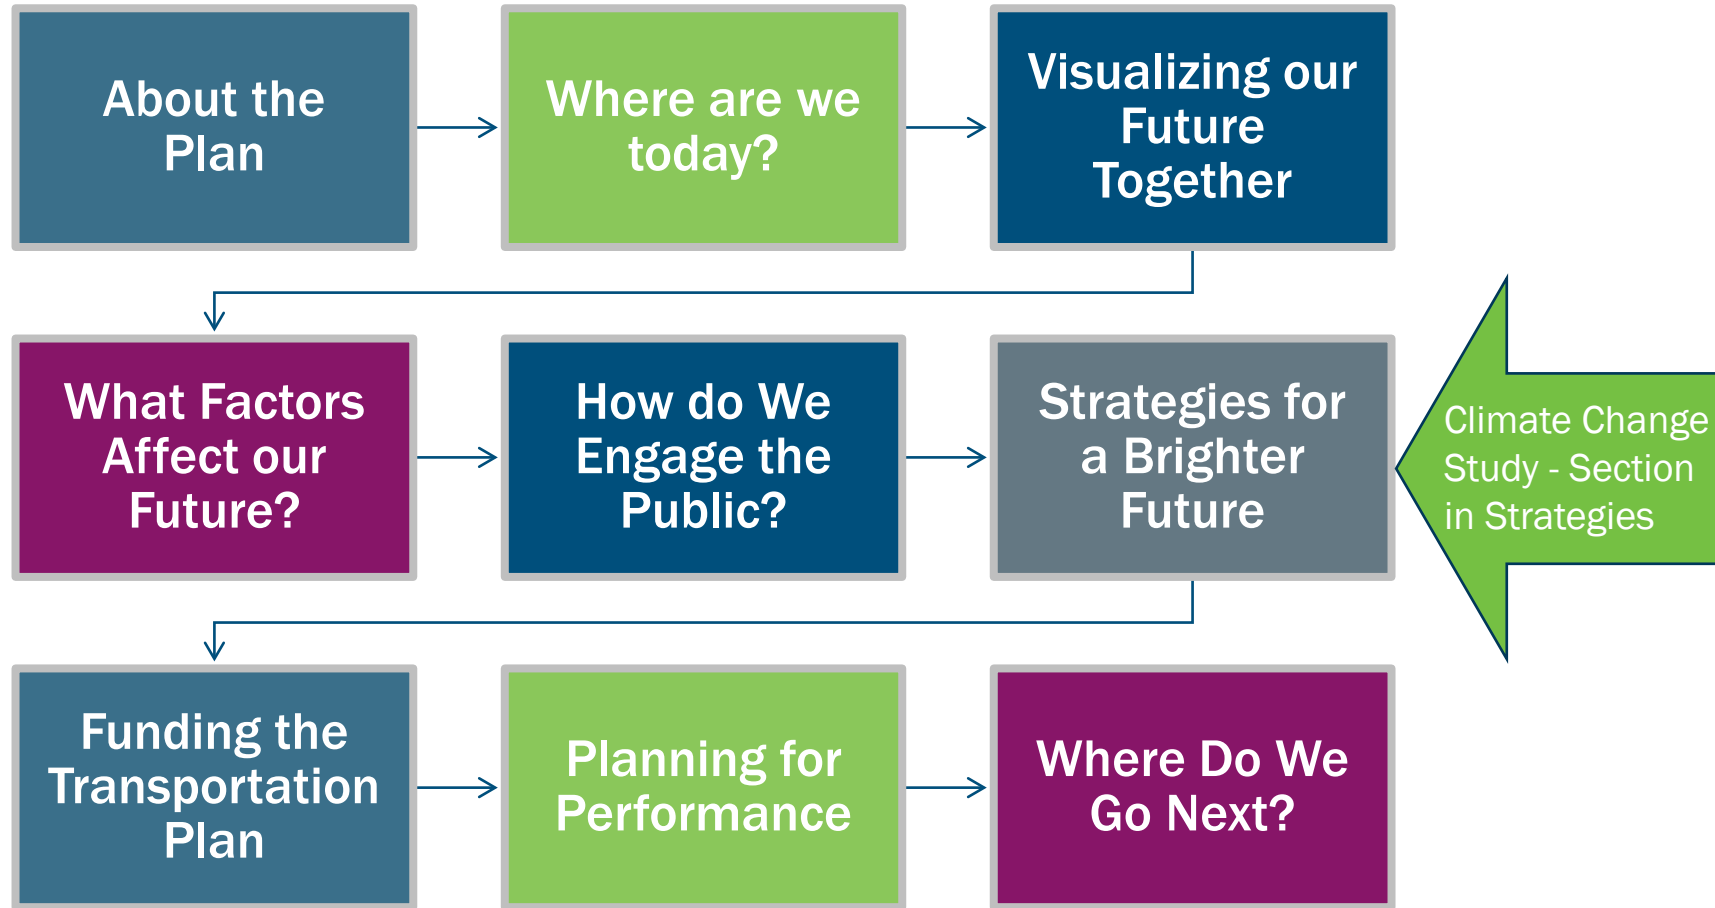 About the
Plan
Where are we
today?
Visualizing our
Future
Together
What Factors
Affect our
Future?
How do We
Engage the
Public?
Strategies for
a Brighter
Future
Climate Change
Study - Section
in Strategies
Funding the
Transportation
Plan
Planning for
Performance
Where Do We
Go Next?